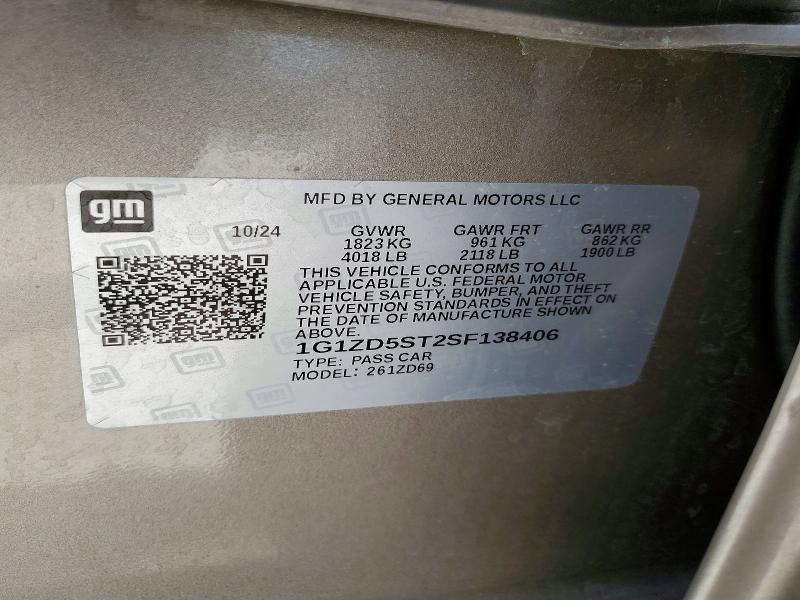 gm
MFD BY GENERAL MOTORS LLC
10/24 GVWR GAWR FRT GAWR RR
1823 KG 961 KG 862 KG
4018 LB 2118 LB 1900 LB
THIS VEHICLE CONFORMS TO ALL
APPLICABLE U.S. FEDERAL MOTOR
VEHICLE SAFETY, BUMPER, AND THEFT
PREVENTION STANDARDS IN EFFECT ON
THE DATE OF MANUFACTURE SHOWN
ABOVE.
1G1ZD5ST2SF138406
TYPE: PASS CAR
MODEL: 261ZD69